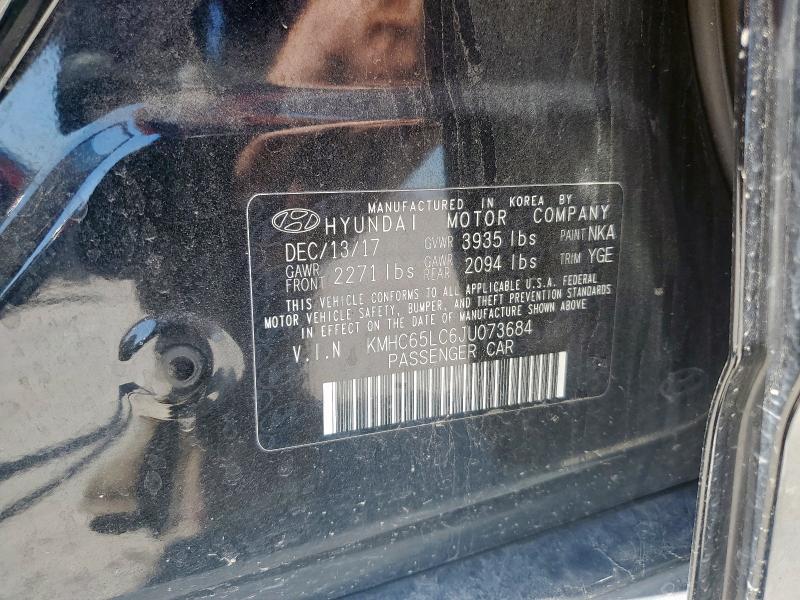 MANUFACTURED IN KOREA BY
HYUNDAI MOTOR COMPANY
DEC/13/17 GVWR 3935 lbs PAINT NKA
GAWR FRONT 2271 lbs GAWR REAR 2094 lbs TRIM YGE
THIS VEHICLE CONFORMS TO ALL APPLICABLE U.S.A. FEDERAL
MOTOR VEHICLE SAFETY, BUMPER, AND THEFT PREVENTION STANDARDS
IN EFFECT ON THE DATE OF MANUFACTURE SHOWN ABOVE
V.I.N KMHC65LC6JU073684
PASSENGER CAR